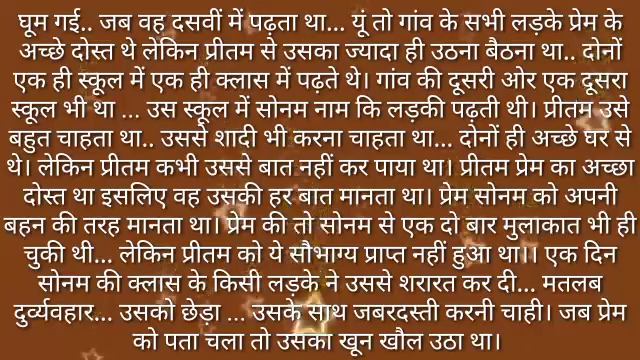 घूम गई.. जब वह दसवीं में पढ़ता था... यूं तो गांव के सभी लड़के प्रेम के
अच्छे दोस्त थे लेकिन प्रीतम से उसका ज्यादा ही उठना बैठना था.. दोनों
एक ही स्कूल में एक ही क्लास में पढ़ते थे। गांव की दूसरी ओर एक दूसरा
स्कूल भी था ... उस स्कूल में सोनम नाम कि लड़की पढ़ती थी। प्रीतम उसे
बहुत चाहता था.. उससे शादी भी करना चाहता था... दोनों ही अच्छे घर से
थे। लेकिन प्रीतम कभी उससे बात नहीं कर पाया था। प्रीतम प्रेम का अच्छा
दोस्त था इसलिए वह उसकी हर बात मानता था। प्रेम सोनम को अपनी
बहन की तरह मानता था। प्रेम की तो सोनम से एक दो बार मुलाकात भी हो
चुकी थी... लेकिन प्रीतम को ये सौभाग्य प्राप्त नहीं हुआ था।। एक दिन
सोनम की क्लास के किसी लड़के ने उससे शरारत कर दी... मतलब
दुर्व्यवहार... उसको छेड़ा ... उसके साथ जबरदस्ती करनी चाही। जब प्रेम
को पता चला तो उसका खून खौल उठा था।